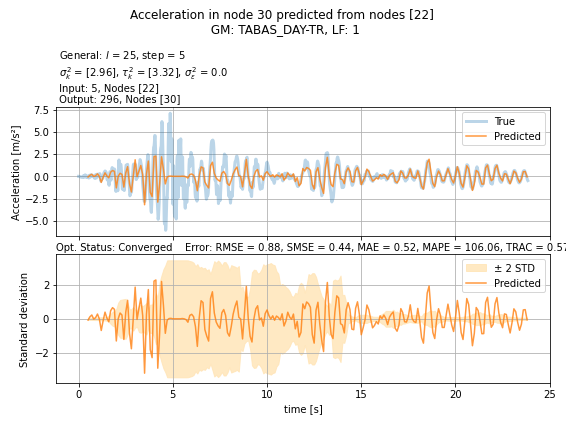 Acceleration in node 30 predicted from nodes [22]
GM: TABAS_DAY-TR, LF: 1
General: l = 25, step = 5
σ²ₖ = [2.96], τ²ₖ = [3.32], σ²ε = 0.0
Input: 5, Nodes [22]
Output: 296, Nodes [30]
7.5
5.0
2.5
0.0
−2.5
−5.0
Acceleration [m/s²]
True
Predicted
Opt. Status: Converged Error: RMSE = 0.88, SMSE = 0.44, MAE = 0.52, MAPE = 106.06, TRAC = 0.57
2
0
−2
Standard deviation
± 2 STD
Predicted
0 5 10 15 20 25
time [s]